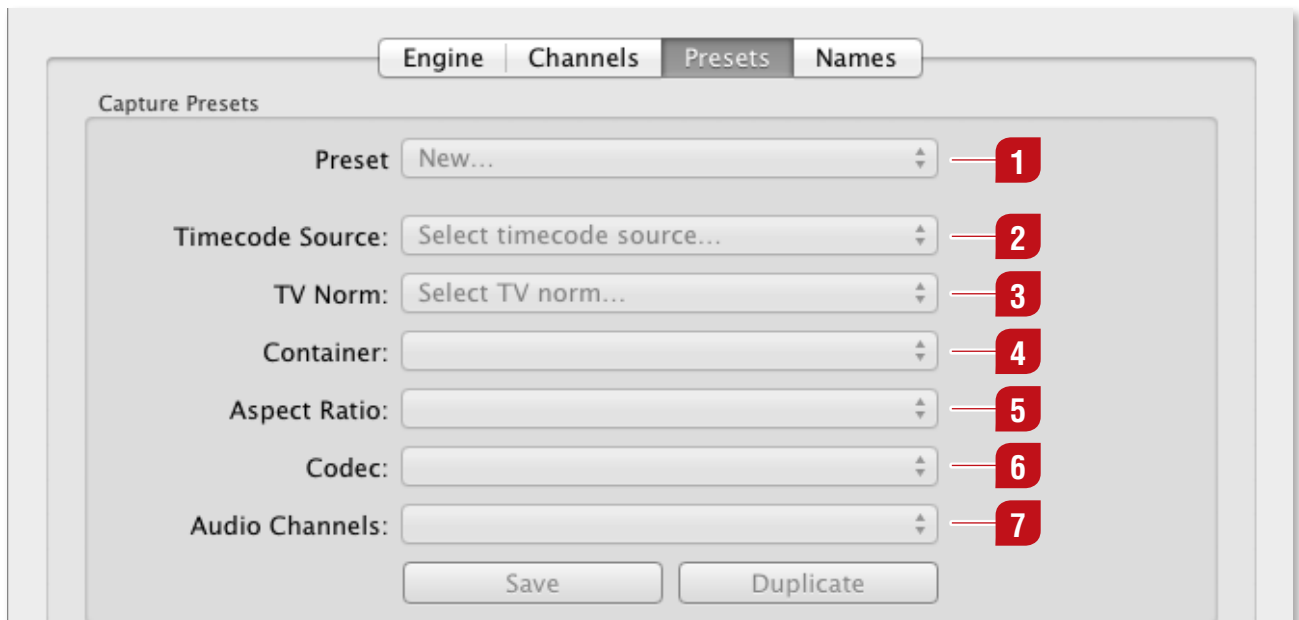 Engine Channels Presets Names
Capture Presets
Preset New... 1
Timecode Source: Select timecode source... 2
TV Norm: Select TV norm... 3
Container: 4
Aspect Ratio: 5
Codec: 6
Audio Channels: 7
Save Duplicate